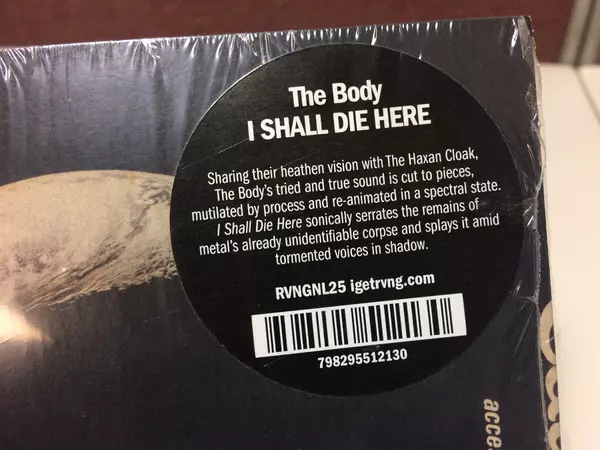 The Body
I SHALL DIE HERE
Sharing their heathen vision with The Haxan Cloak,
The Body's tried and true sound is cut to pieces,
mutilated by process and re-animated in a spectral state.
I Shall Die Here sonically serrates the remains of
metal's already unidentifiable corpse and splays it amid
tormented voices in shadow.
RVNGNL25 igetrvng.com
798295512130